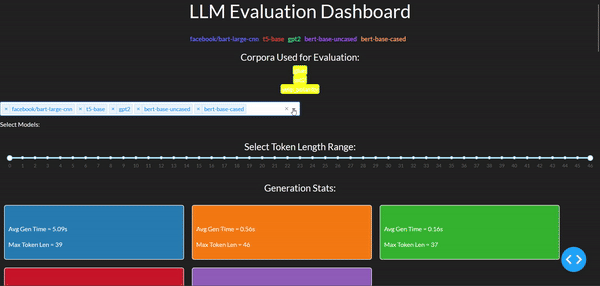 LLM Evaluation Dashboard
facebook/bart-large-cnn t5-base gpt2 bert-base-uncased bert-base-cased
Corpora Used for Evaluation:
× facebook/bart-large-cnn × t5-base × gpt2 × bert-base-uncased × bert-base-cased ×
Select Models:
Select Token Length Range:
Generation Stats:
Avg Gen Time = 5.09s
Max Token Len = 39
Avg Gen Time = 0.56s
Max Token Len = 46
Avg Gen Time = 0.16s
Max Token Len = 37